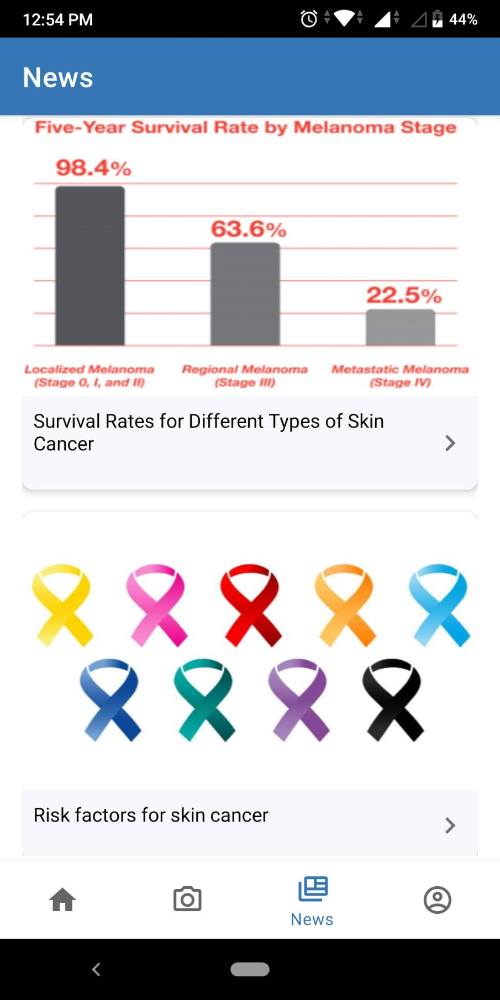 12:54 PM
44%
News
Five-Year Survival Rate by Melanoma Stage
98.4%
63.6%
22.5%
Localized Melanoma
(Stage 0, I, and II)
Regional Melanoma
(Stage III)
Metastatic Melanoma
(Stage IV)
Survival Rates for Different Types of Skin
Cancer
Risk factors for skin cancer
News